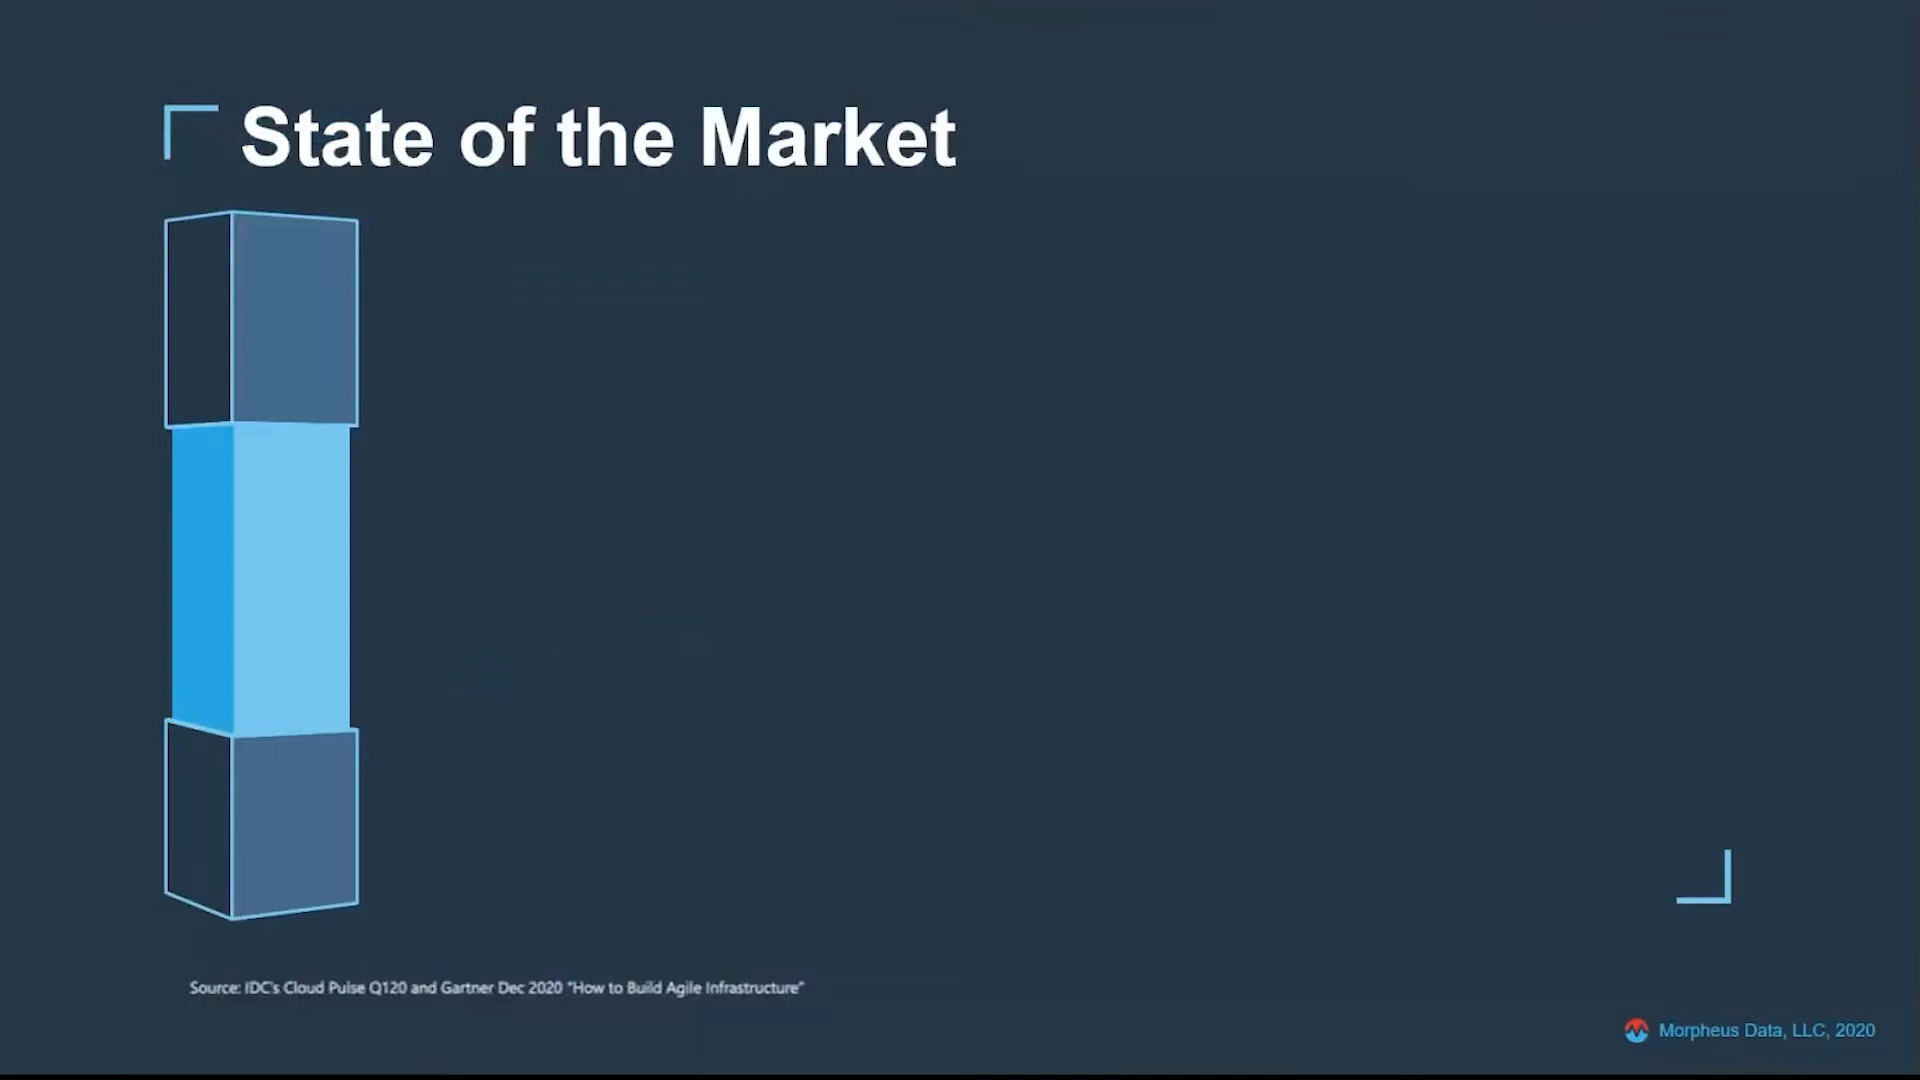 State of the Market
Source: IDC's Cloud Pulse Q120 and Gartner Dec 2020 "How to Build Agile Infrastructure"
Morpheus Data, LLC, 2020